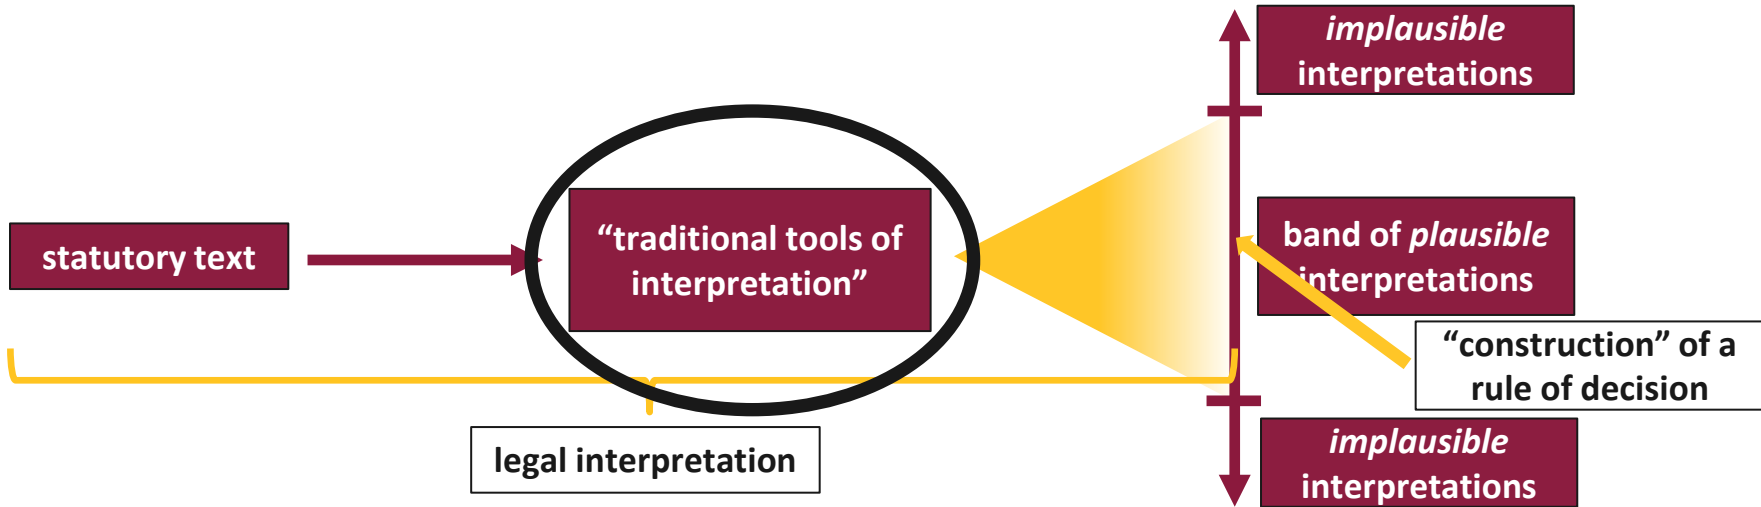 implausible
interpretations
statutory text
“traditional tools of
interpretation”
band of plausible
interpretations
“construction” of a
rule of decision
legal interpretation
implausible
interpretations